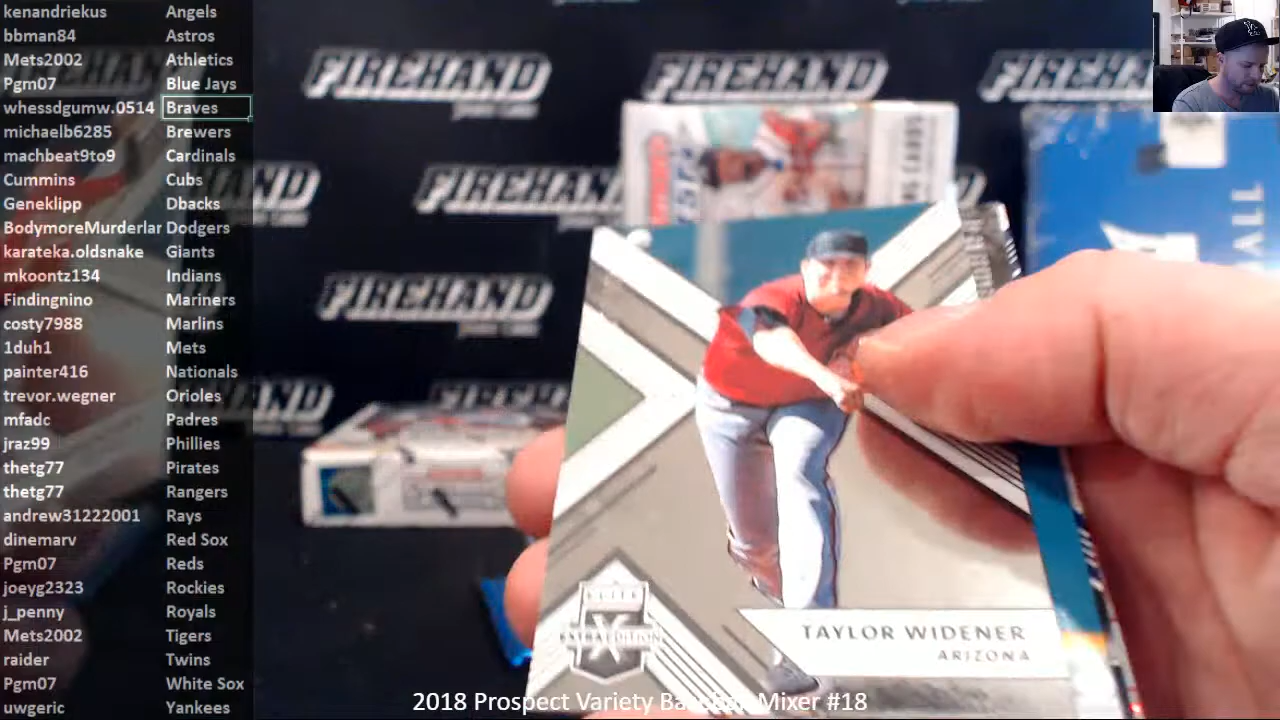 kenandriekus Angels
bbman84 Astros
Mets2002 Athletics
Pgm07 Blue Jays
whessdgumw.0514 Braves
michaelb6285 Brewers
machbeat9to9 Cardinals
Cummins Cubs
Geneklipp Dbacks
BodymoreMurderlar Dodgers
karateka.oldsnake Giants
mkoontz134 Indians
Findingnino Mariners
costy7988 Marlins
1duh1 Mets
painter416 Nationals
trevor.wegner Orioles
mfadc Padres
jraz99 Phillies
thetg77 Pirates
thetg77 Rangers
andrew31222001 Rays
dinemarv Red Sox
Pgm07 Reds
joeyg2323 Rockies
j_penny Royals
Mets2002 Tigers
raider Twins
Pgm07 White Sox
uwgeric Yankees
FIREHAND
FIREHAND
FIREHAND
FIREHAND
FIREHAND
ELITE
EXTRA EDITION
TAYLOR WIDENER
ARIZONA
2018 Prospect Variety Baseball Mixer #18